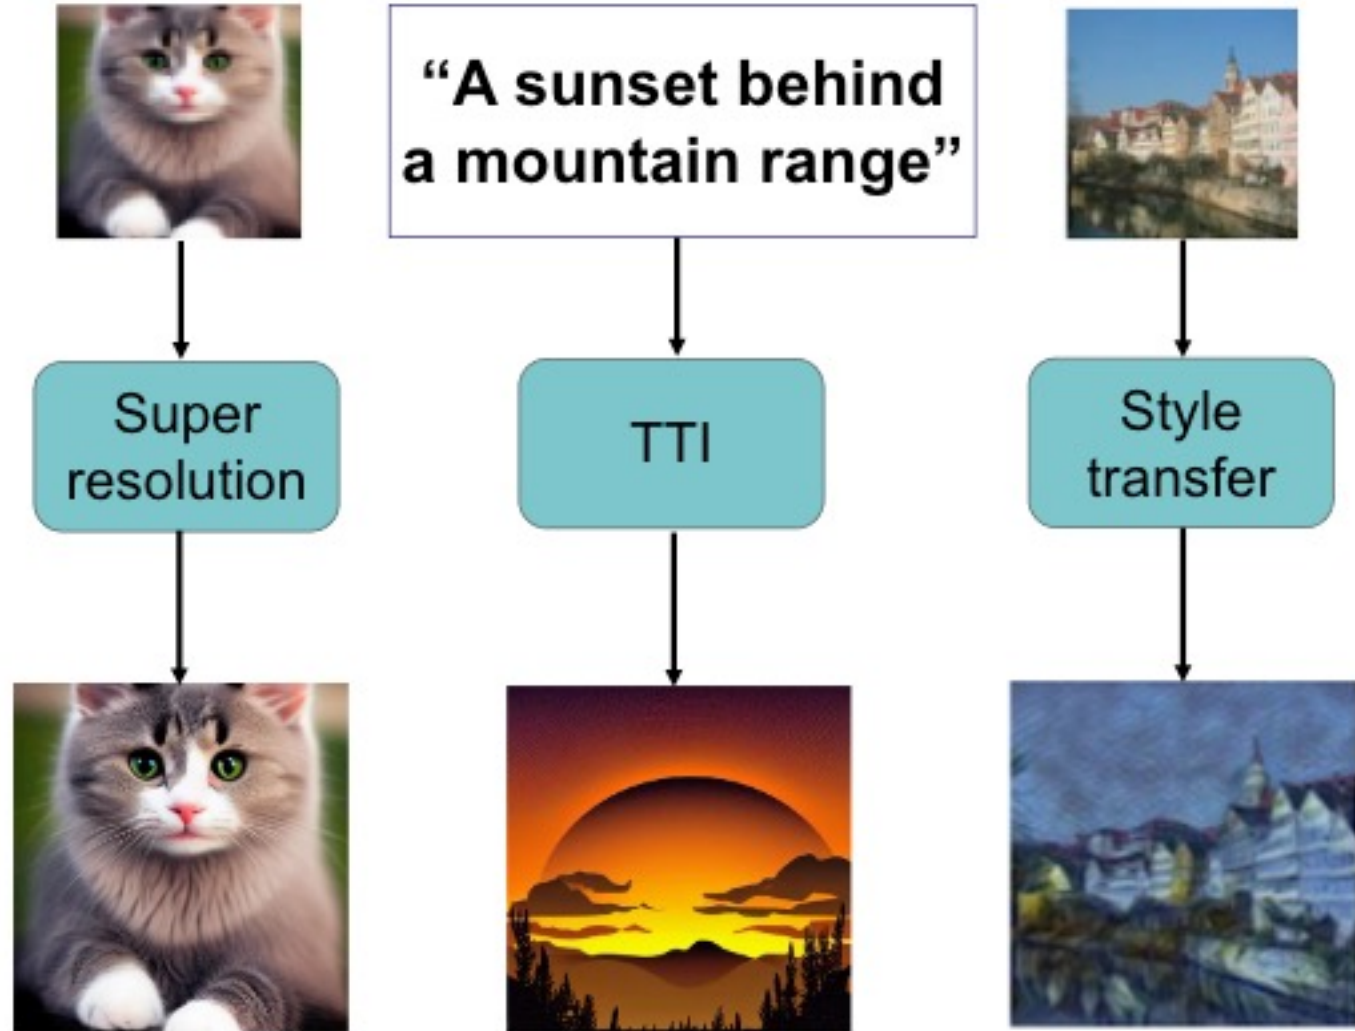 “A sunset behind
a mountain range”
Super
resolution
TTI
Style
transfer